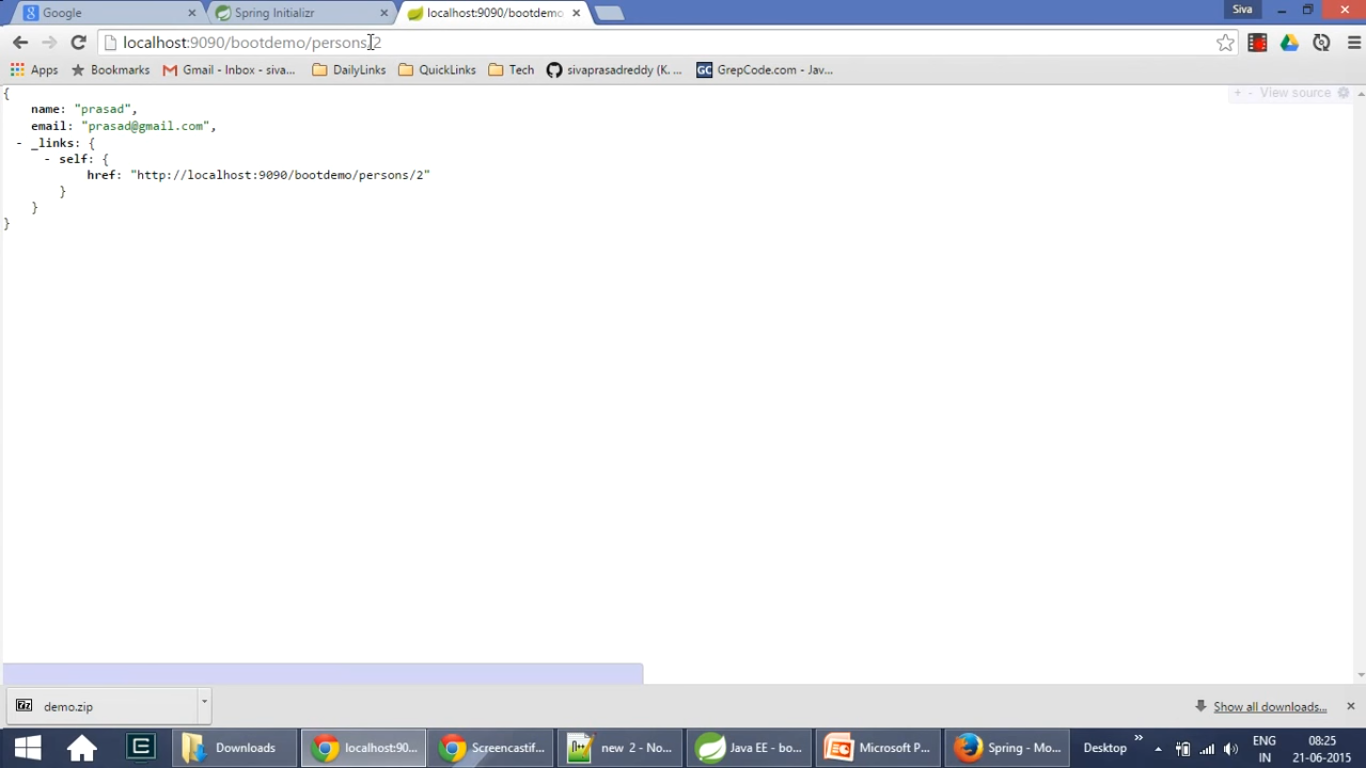 Google
Spring Initializr
localhost:9090/bootdemo
Siva
localhost:9090/bootdemo/persons/2
Apps
Bookmarks
Gmail - Inbox - siva...
DailyLinks
QuickLinks
Tech
sivaprasadreddy (K. ...
GC GrepCode.com - Jav...
+ - View source
{
name: "prasad",
email: "prasad@gmail.com",
- _links: {
- self: {
href: "http://localhost:9090/bootdemo/persons/2"
}
}
}
demo.zip
Show all downloads...
Downloads
localhost:90...
Screencastif...
new 2 - No...
Java EE - bo...
Microsoft P...
Spring - Mo...
Desktop
ENG
IN
08:25
21-06-2015